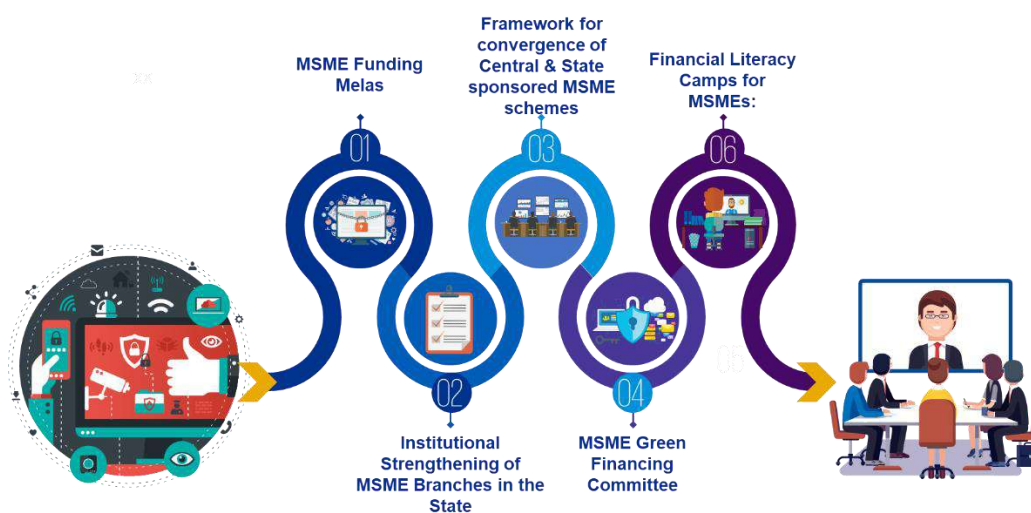 01
MSME Funding
Melas
02
Institutional
Strengthening of
MSME Branches in the
State
03
Framework for
convergence of
Central & State
sponsored MSME
schemes
04
MSME Green
Financing
Committee
05
06
Financial Literacy
Camps for
MSMEs: